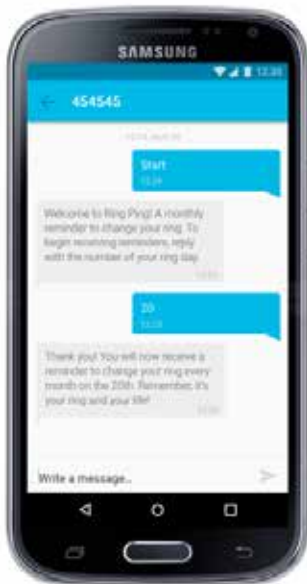 SAMSUNG
12:30
454545
Start
Welcome to Ring Ping! A monthly
reminder to change your ring. To
begin receiving reminders, reply
with the number of your ring day.
20
Thank you! You will now receive a
reminder to change your ring every
month on the 20th. Remember, it's
your ring and your life!
Write a message..